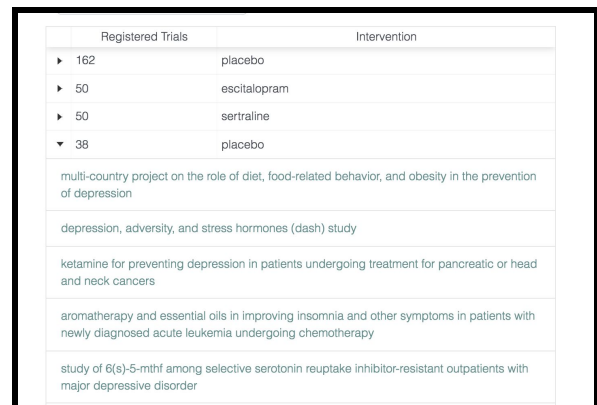 Registered Trials Intervention
162 placebo
50 escitalopram
50 sertraline
38 placebo
multi-country project on the role of diet, food-related behavior, and obesity in the prevention
of depression
depression, adversity, and stress hormones (dash) study
ketamine for preventing depression in patients undergoing treatment for pancreatic or head
and neck cancers
aromatherapy and essential oils in improving insomnia and other symptoms in patients with
newly diagnosed acute leukemia undergoing chemotherapy
study of 6(s)-5-mthf among selective serotonin reuptake inhibitor-resistant outpatients with
major depressive disorder